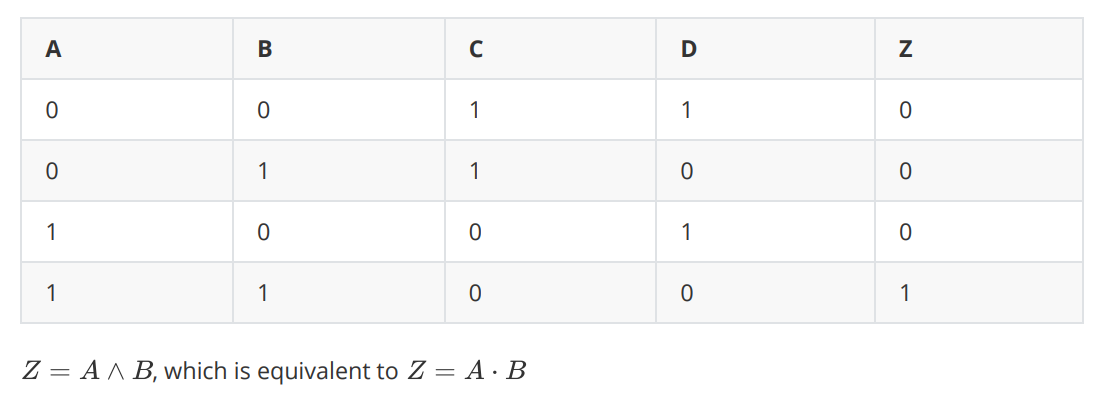 A B C D Z
0 0 1 1 0
0 1 1 0 0
1 0 0 1 0
1 1 0 0 1
Z = A ∧ B, which is equivalent to Z = A · B